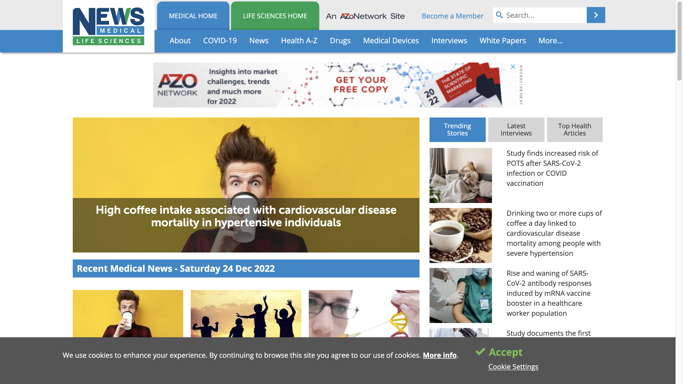 NEWS
MEDICAL
LIFE SCIENCES
MEDICAL HOME
LIFE SCIENCES HOME
An AZoNetwork Site
Become a Member
Search...
About
COVID-19
News
Health A-Z
Drugs
Medical Devices
Interviews
White Papers
More...
AZO
NETWORK
Insights into market
challenges, trends
and much more
for 2022
GET YOUR
FREE COPY
THE STATE OF
SCIENTIFIC
MARKETING
2022
High coffee intake associated with cardiovascular disease
mortality in hypertensive individuals
Recent Medical News - Saturday 24 Dec 2022
Trending
Stories
Latest
Interviews
Top Health
Articles
Study finds increased risk of
POTS after SARS-CoV-2
infection or COVID
vaccination
Drinking two or more cups of
coffee a day linked to
cardiovascular disease
mortality among people with
severe hypertension
Rise and waning of SARS-
CoV-2 antibody responses
induced by mRNA vaccine
booster in a healthcare
worker population
Study documents the first
We use cookies to enhance your experience. By continuing to browse this site you agree to our use of cookies. More info.
Accept
Cookie Settings